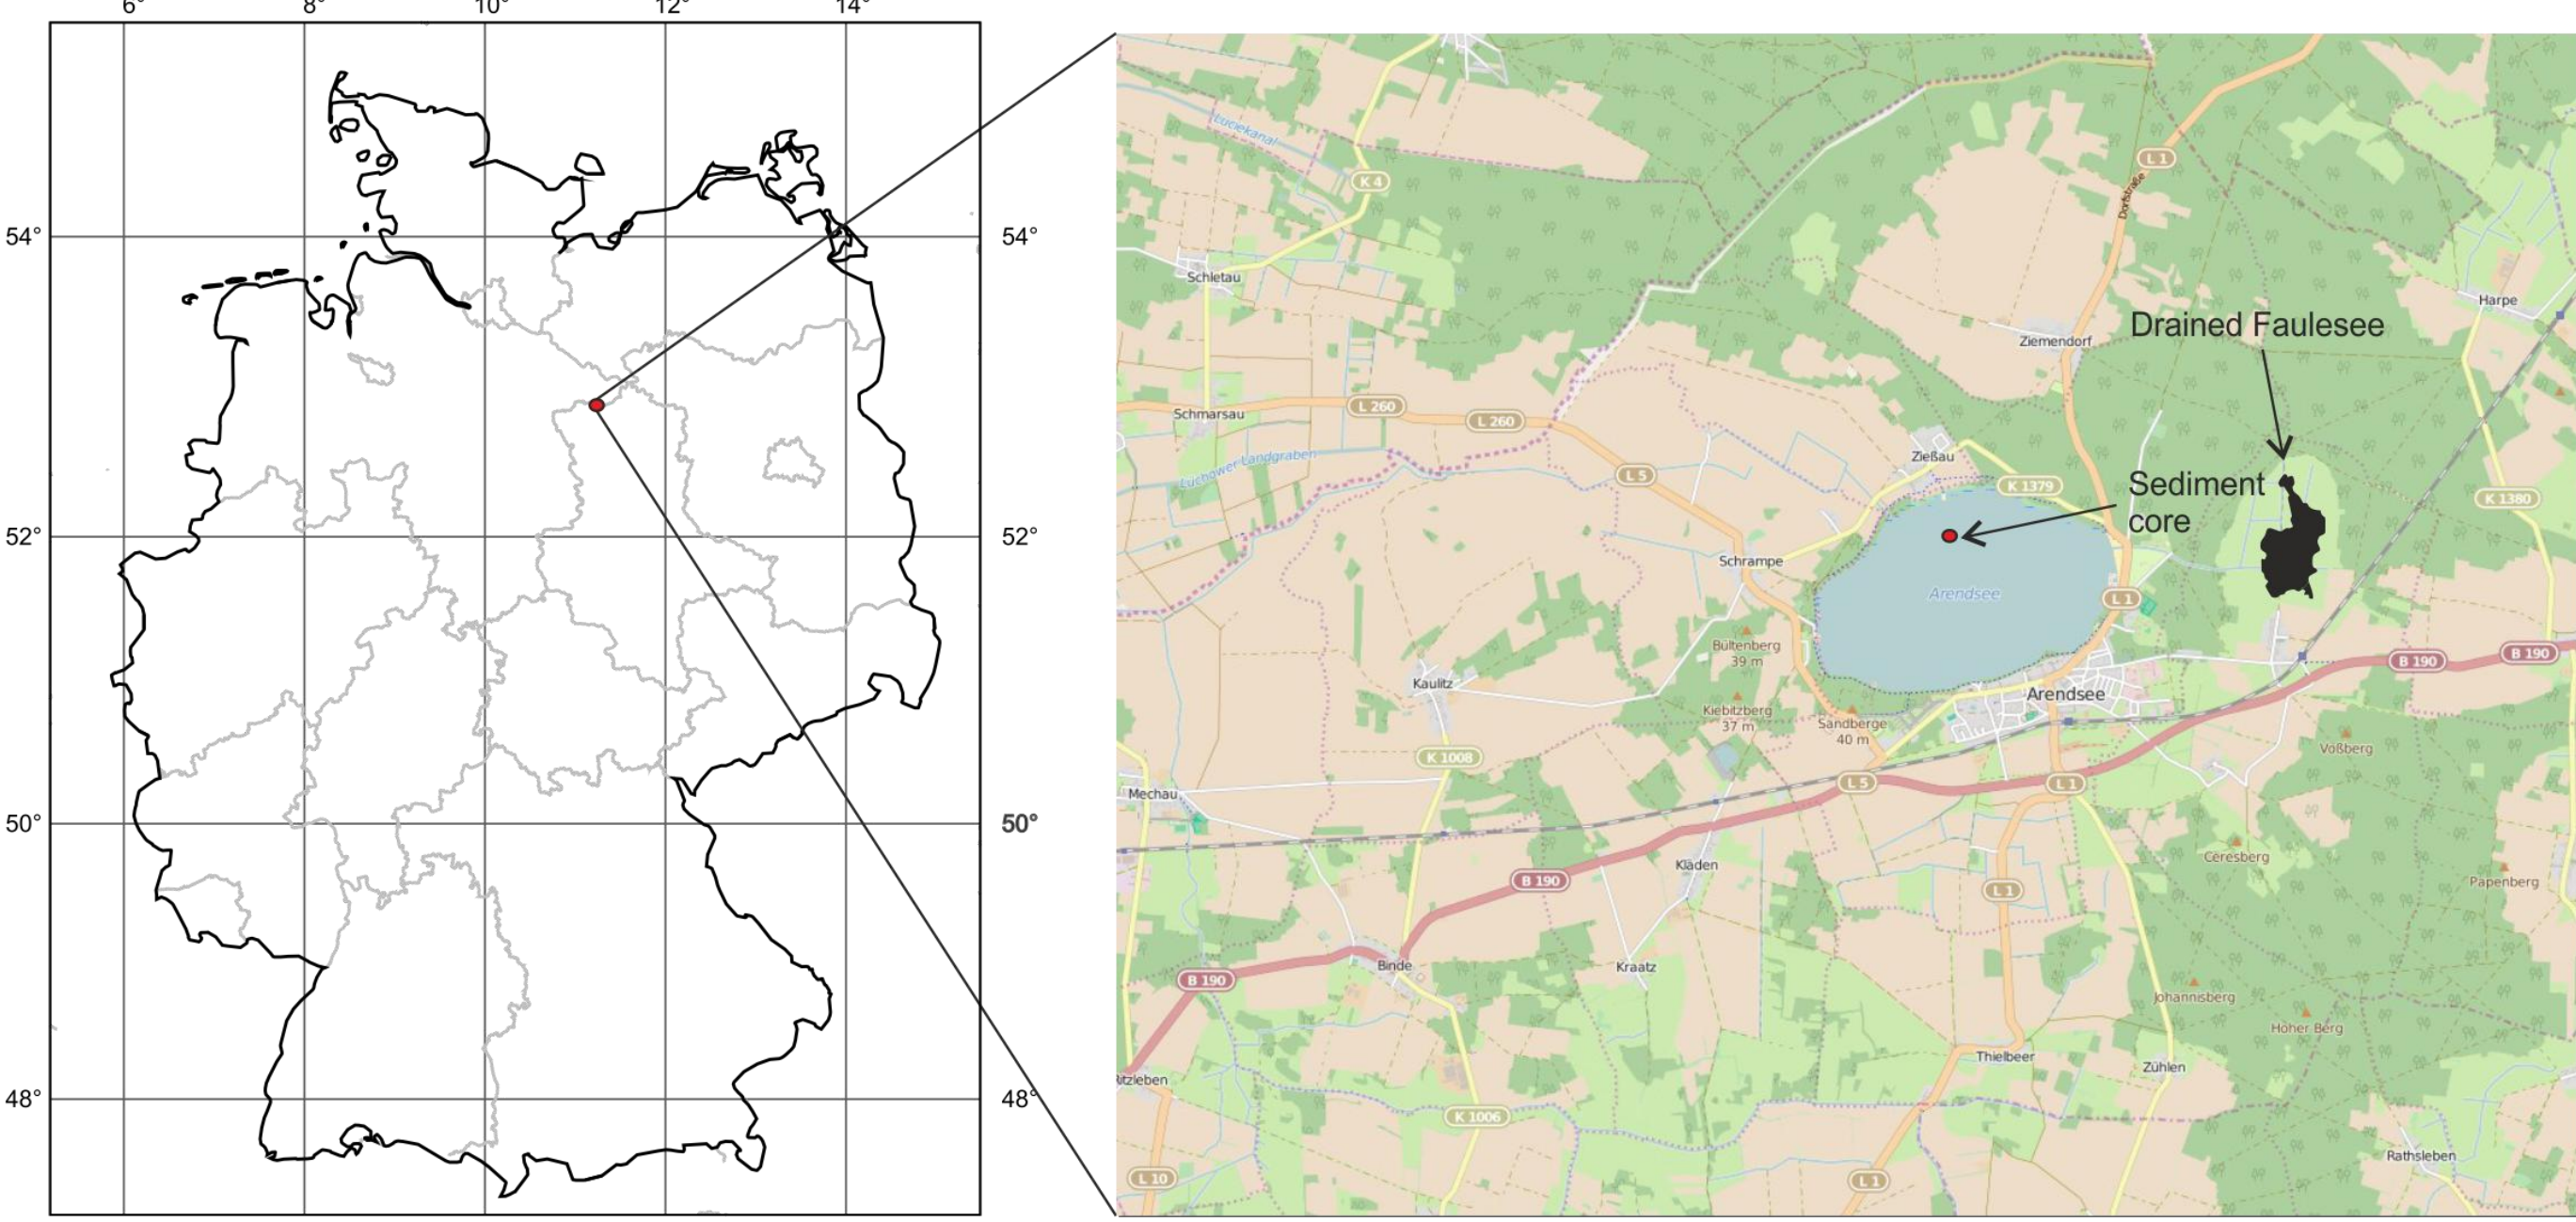 6°
8°
10°
12°
14°
54°
54°
52°
52°
50°
50°
48°
48°
Luciekanal
K 4
L 1
Dorfstraße
Schletau
Harpe
Drained Faulesee
Ziemendorf
Schmarsau
L 260
L 260
Lüchower Landgraben
L 5
Zießau
K 1379
Sediment
core
K 1380
Schrampe
Arendsee
L 1
Bültenberg
39 m
B 190
B 190
Kaulitz
Arendsee
Kiebitzberg
37 m
Sandberge
40 m
Voßberg
K 1008
L 5
L 1
Mechau
Ceresberg
Kläden
B 190
L 1
Papenberg
Binde
Kraatz
B 190
Johannisberg
Hoher Berg
Thielbeer
Zühlen
Ritzleben
K 1006
Rathsleben
L 10
L 1